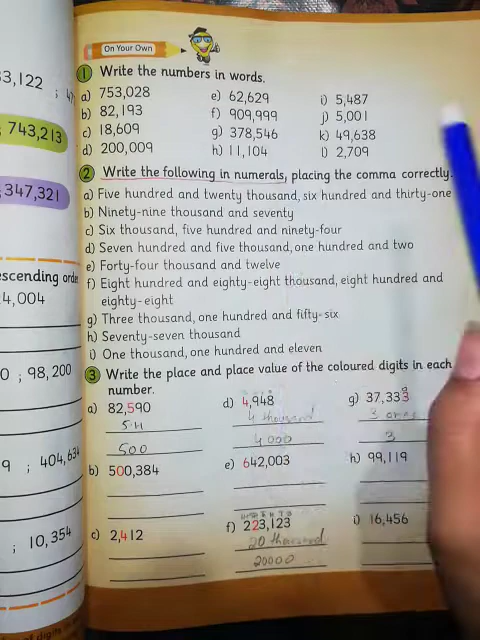 33,122 ;
743,213
347,321
escending order
4,004
0 ; 98,200
9 ; 404,634
; 10,354
On Your Own
1 Write the numbers in words.
a) 753,028 e) 62,629 i) 5,487
b) 82,193 f) 909,999 j) 5,001
c) 18,609 g) 378,546 k) 49,638
d) 200,009 h) 11,104 l) 2,709
2 Write the following in numerals, placing the comma correctly.
a) Five hundred and twenty thousand, six hundred and thirty-one
b) Ninety-nine thousand and seventy
c) Six thousand, five hundred and ninety-four
d) Seven hundred and five thousand, one hundred and two
e) Forty-four thousand and twelve
f) Eight hundred and eighty-eight thousand, eight hundred and
eighty-eight
g) Three thousand, one hundred and fifty-six
h) Seventy-seven thousand
i) One thousand, one hundred and eleven
3 Write the place and place value of the coloured digits in each
number.
a) 82,590 d) 4,948 g) 37,333
5 H 4 thousand 3 ones
500 4000 3
b) 500,384 e) 642,003 h) 99,119
c) 2,412 f) 223,123 i) 16,456
20 thousand
20000